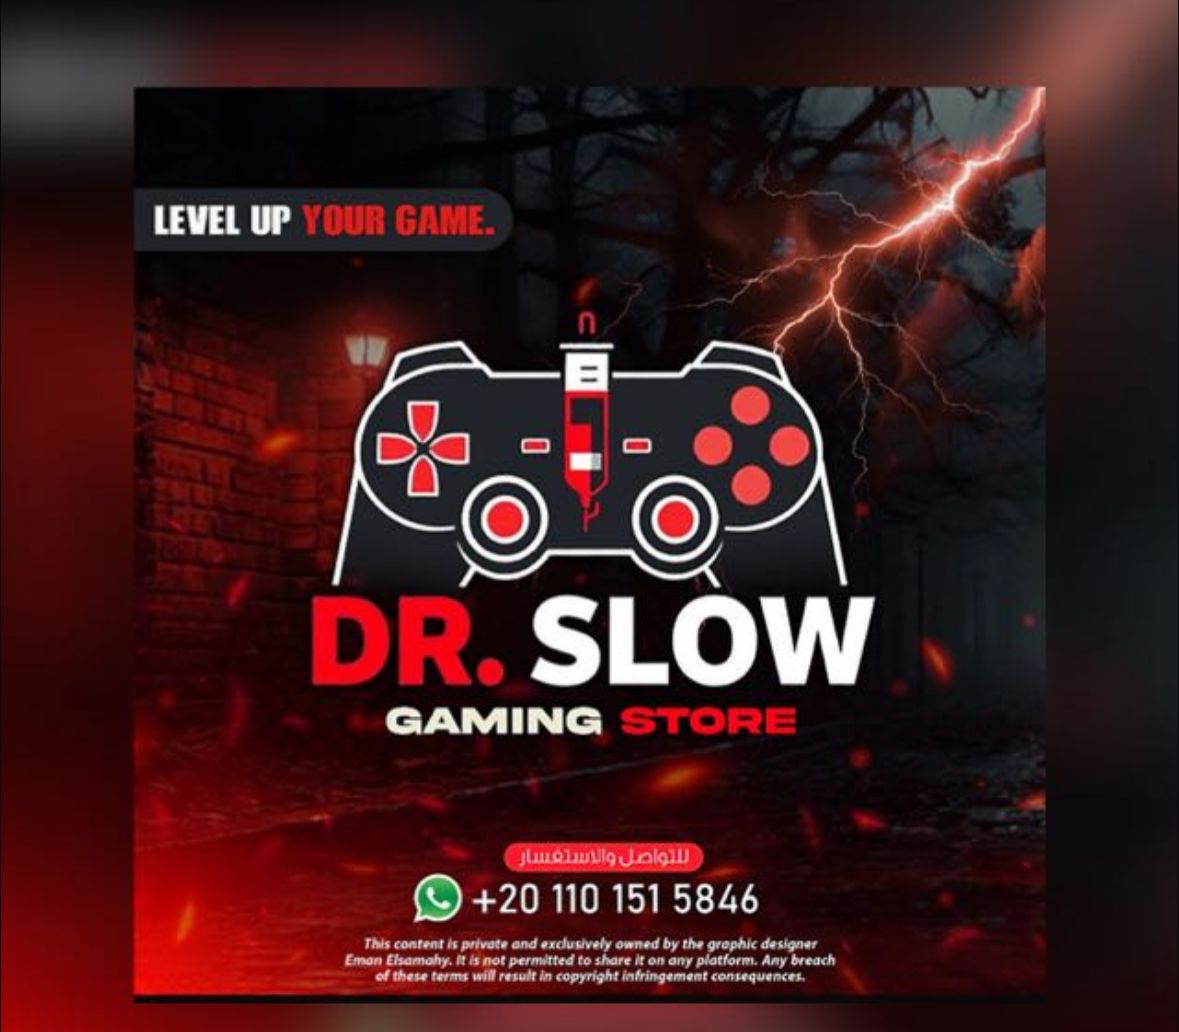 LEVEL UP YOUR GAME.
DR. SLOW
GAMING STORE
للتواصل والاستفسار
+20 110 151 5846
This content is private and exclusively owned by the graphic designer
Eman Elsamahy. It is not permitted to share it on any platform. Any breach
of these terms will result in copyright infringement consequences.